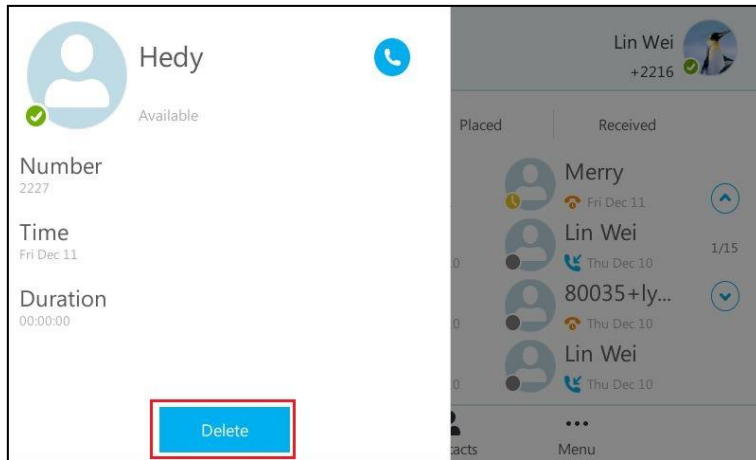 Hedy
Available
Number
2227
Time
Fri Dec 11
Duration
00:00:00
Delete
Lin Wei
+2216
Placed
Received
Merry
Fri Dec 11
Lin Wei
Thu Dec 10
1/15
80035+ly...
Thu Dec 10
Lin Wei
Thu Dec 10
tacts
Menu